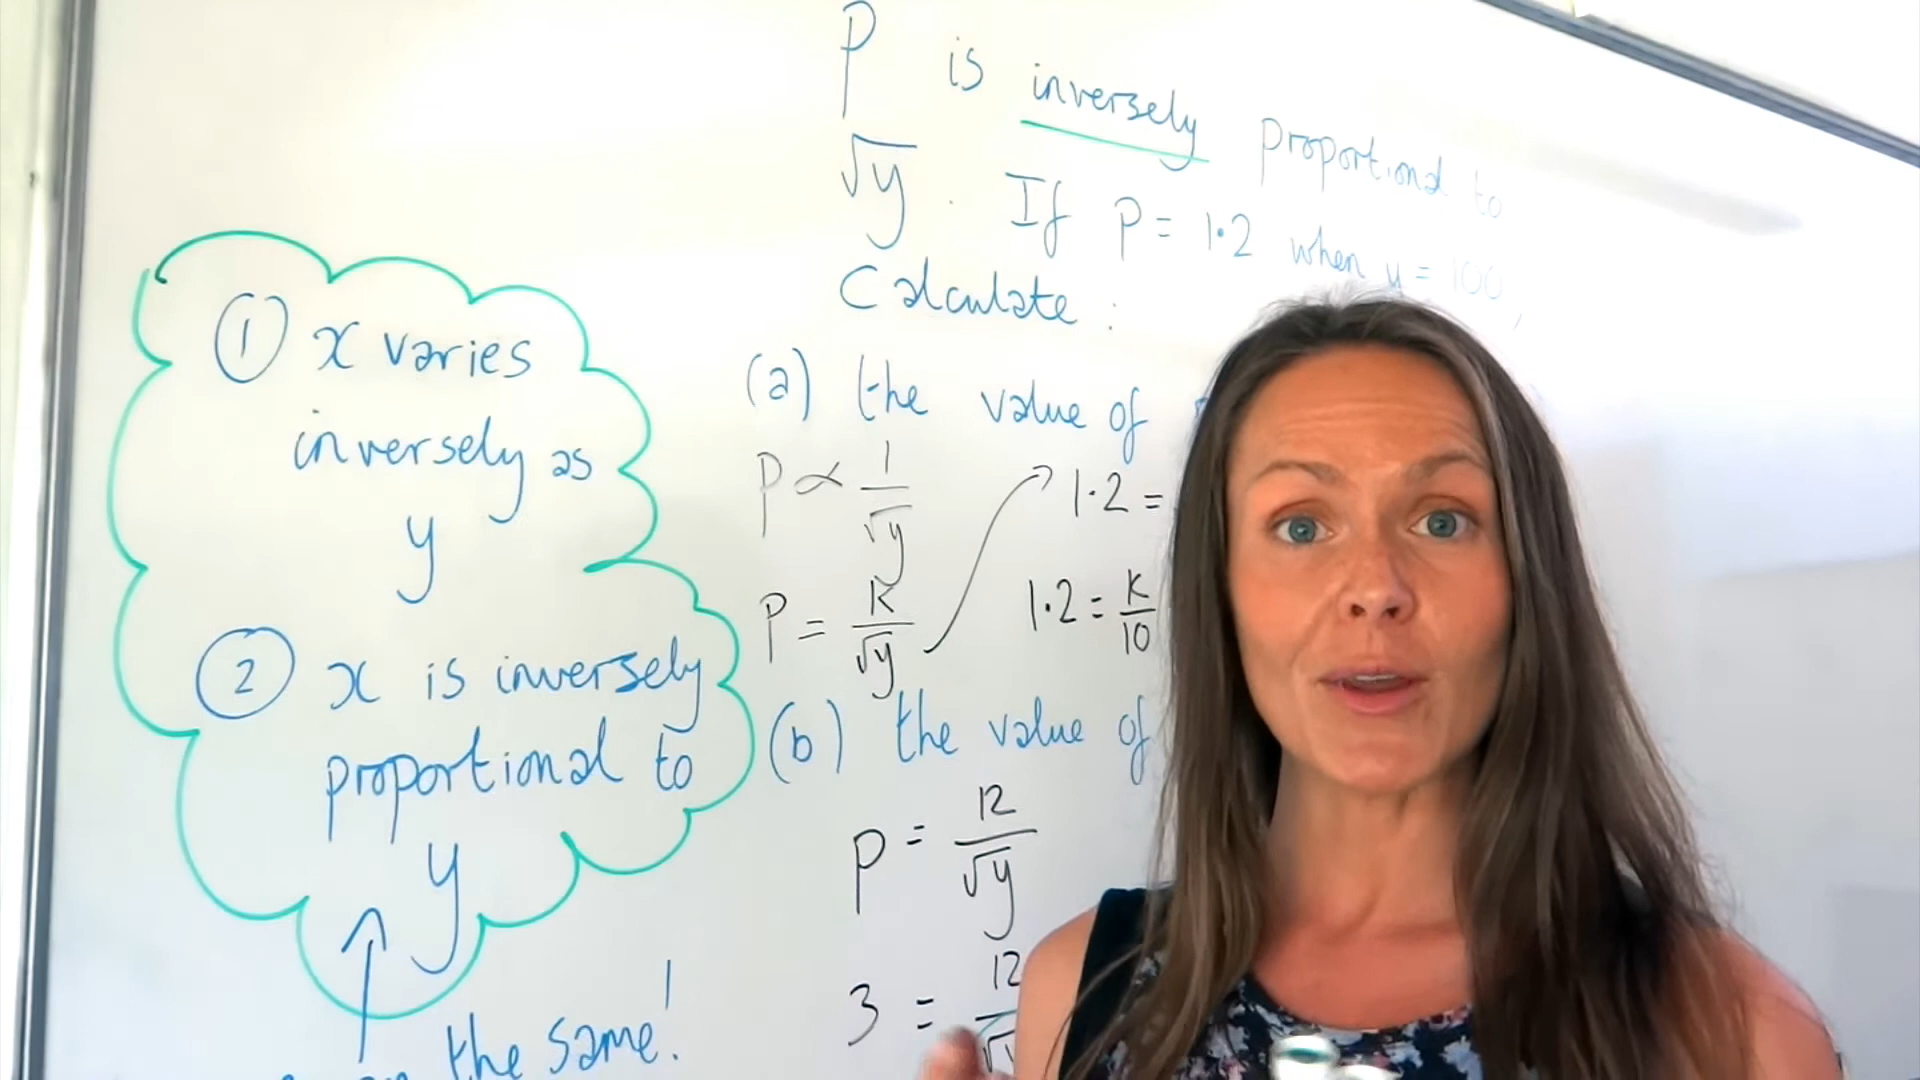 P is inversely proportional to
√y. If P = 1·2 when y = 100,
Calculate:
① x varies
inversely as
y
② x is inversely
proportional to
y
the same!
(a) the value of
P ∝ 1/√y
P = K/√y
1·2 =
1·2 = K/10
(b) the value of
P = 12/√y
3 = 12/√y